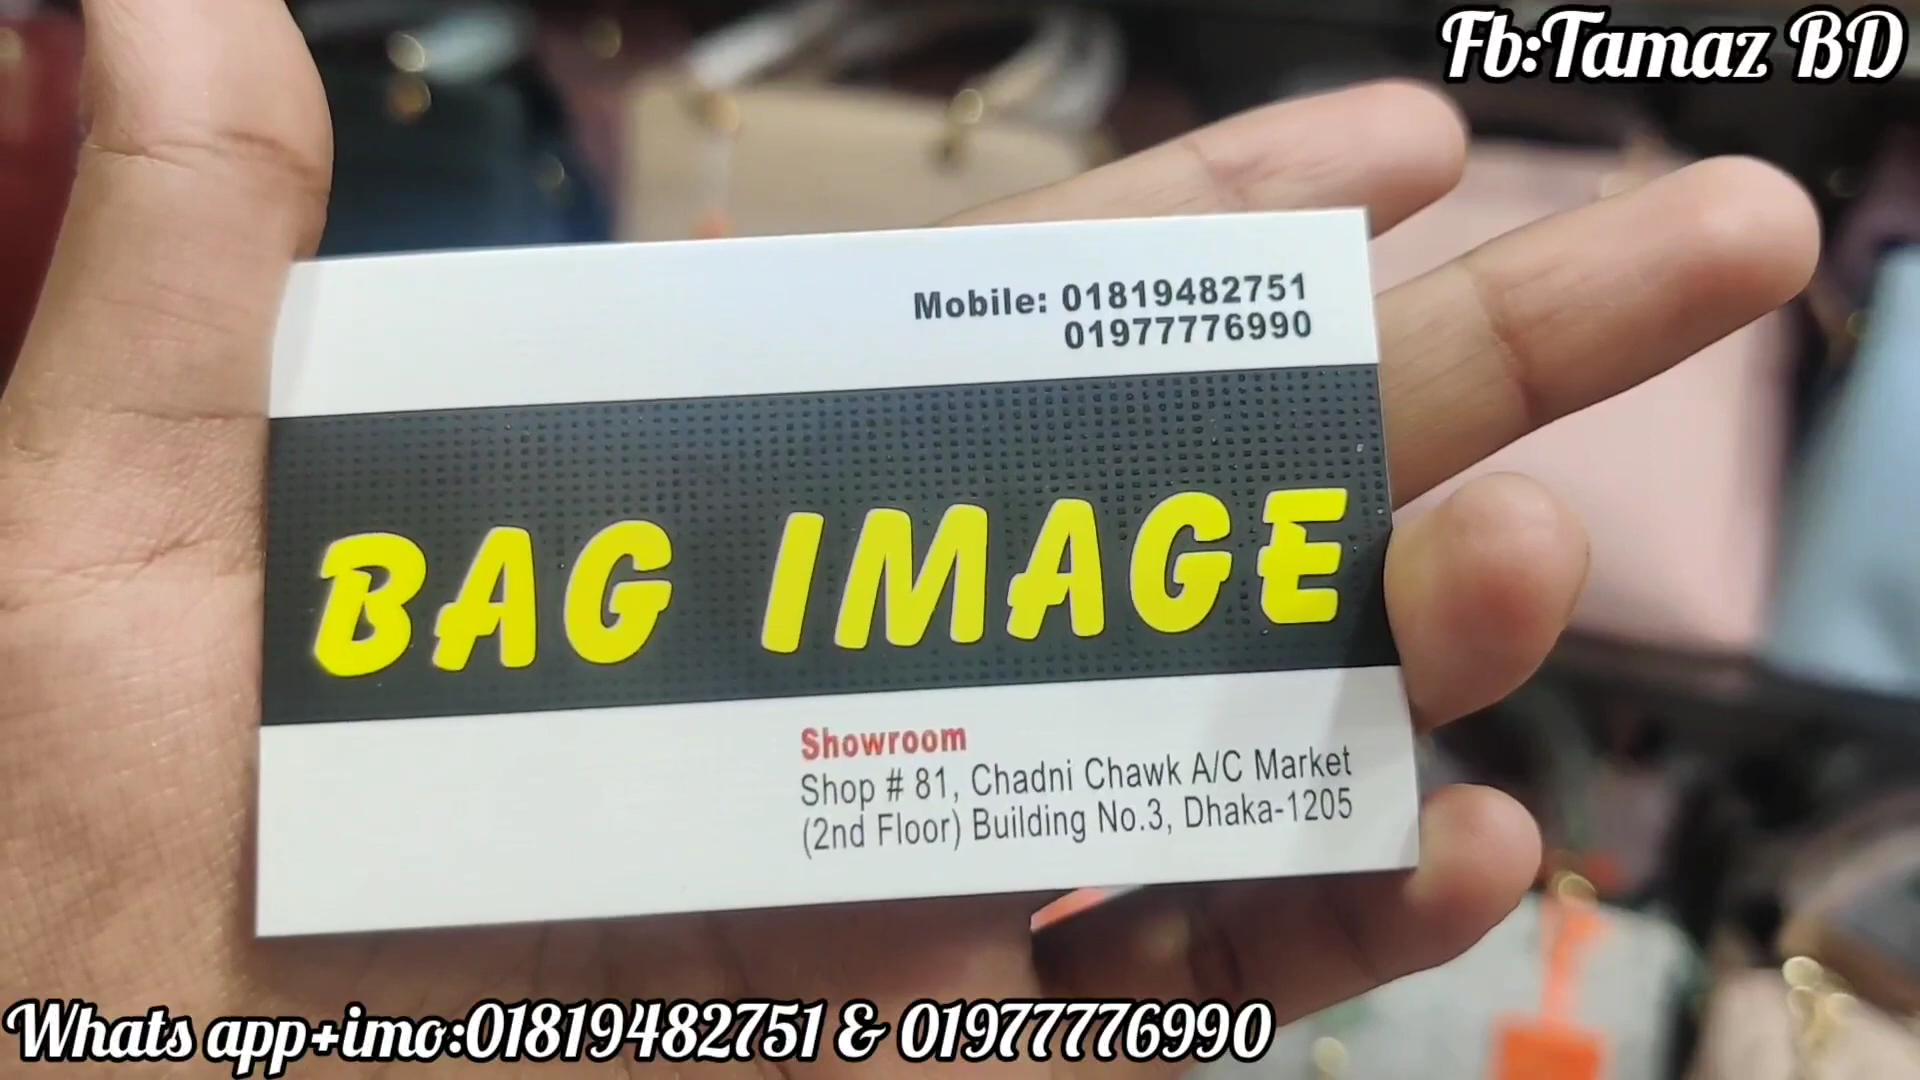 Fb:Tamaz BD
Mobile: 01819482751
01977776990
BAG IMAGE
Showroom
Shop # 81, Chadni Chawk A/C Market
(2nd Floor) Building No.3, Dhaka-1205
Whats app+imo:01819482751 & 01977776990